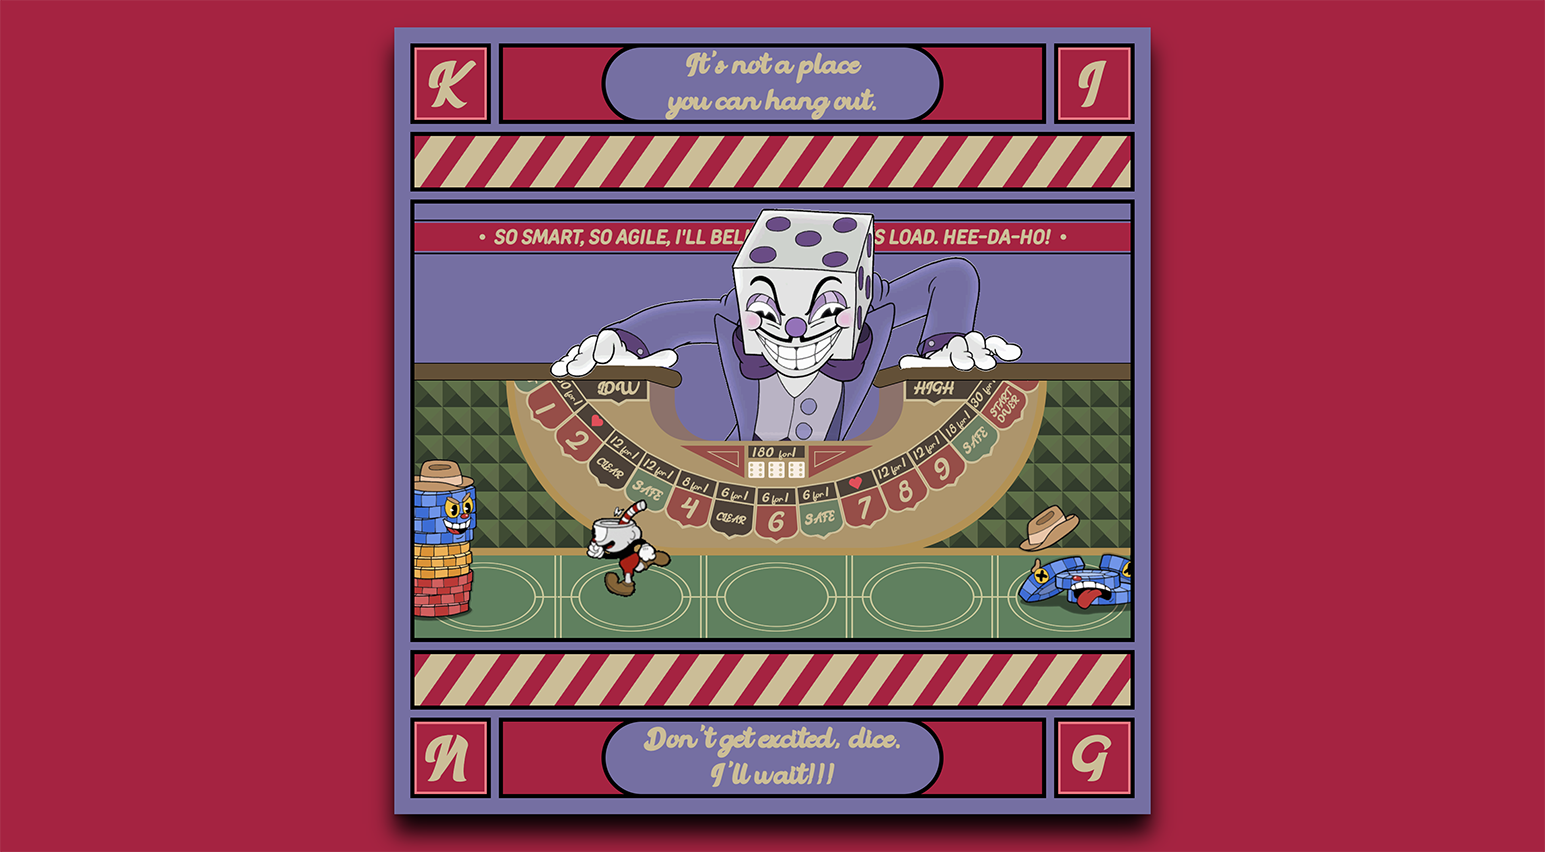 K
It's not a place
you can hang out.
I
• SO SMART, SO AGILE, I'LL BELI S LOAD. HEE-DA-HO! •
LOW
HIGH
30 for 1
START
OVER
1
2
12 for 1
CLEAR
12 for 1
SAFE
8 for 1
4
6 for 1
CLEAR
180 for 1
6 for 1
6
6 for 1
SAFE
7
12 for 1
8
12 for 1
9
18 for 1
SAFE
N
Don't get excited, dice.
I'll wait!!!
G